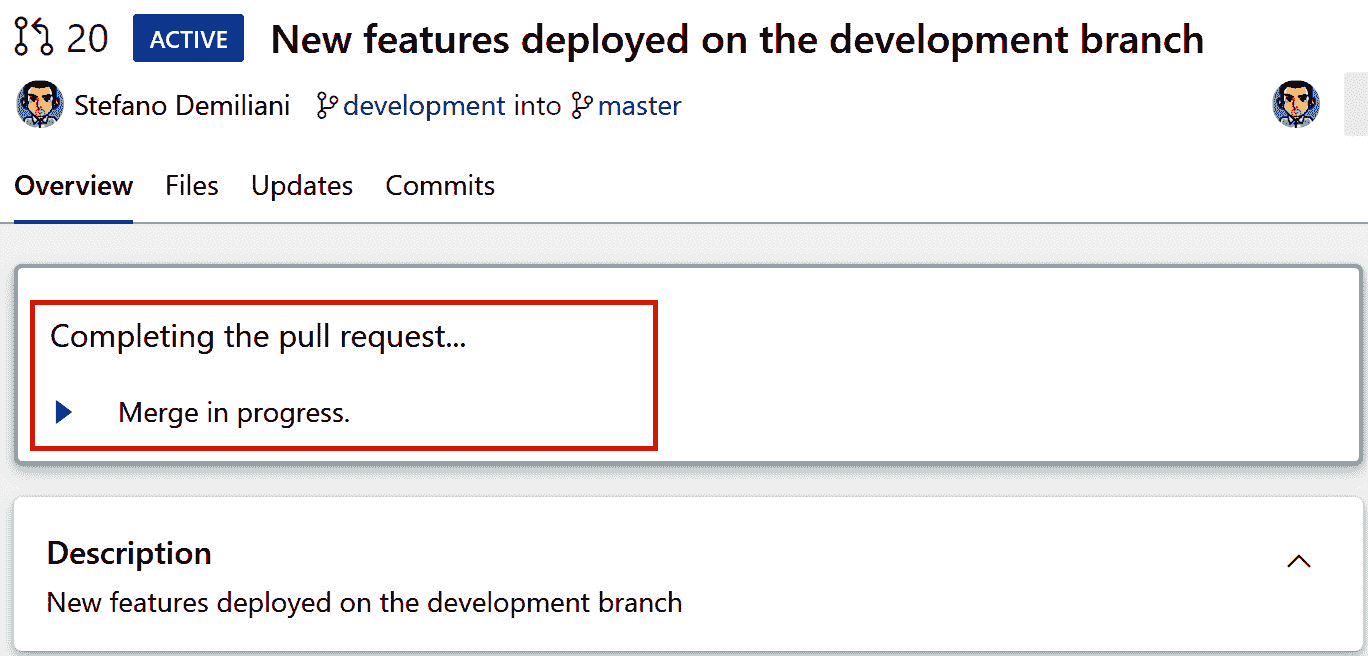 20 ACTIVE New features deployed on the development branch
Stefano Demiliani development into master
Overview Files Updates Commits
Completing the pull request...
Merge in progress.
Description
New features deployed on the development branch